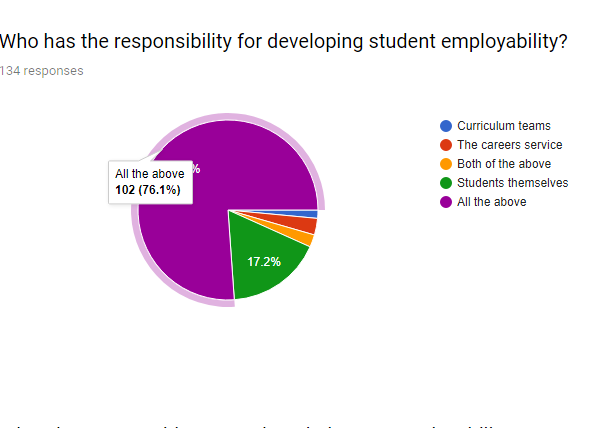 Who has the responsibility for developing student employability?
134 responses
All the above
102 (76.1%)
%
17.2%
Curriculum teams
The careers service
Both of the above
Students themselves
All the above